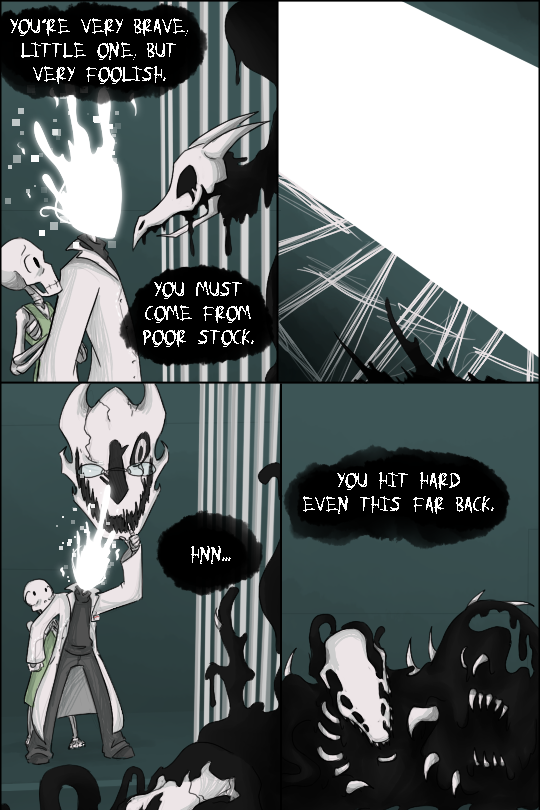 YOU'RE VERY BRAVE,
LITTLE ONE, BUT
VERY FOOLISH.
YOU MUST
COME FROM
POOR STOCK.
HNN...
YOU HIT HARD
EVEN THIS FAR BACK.